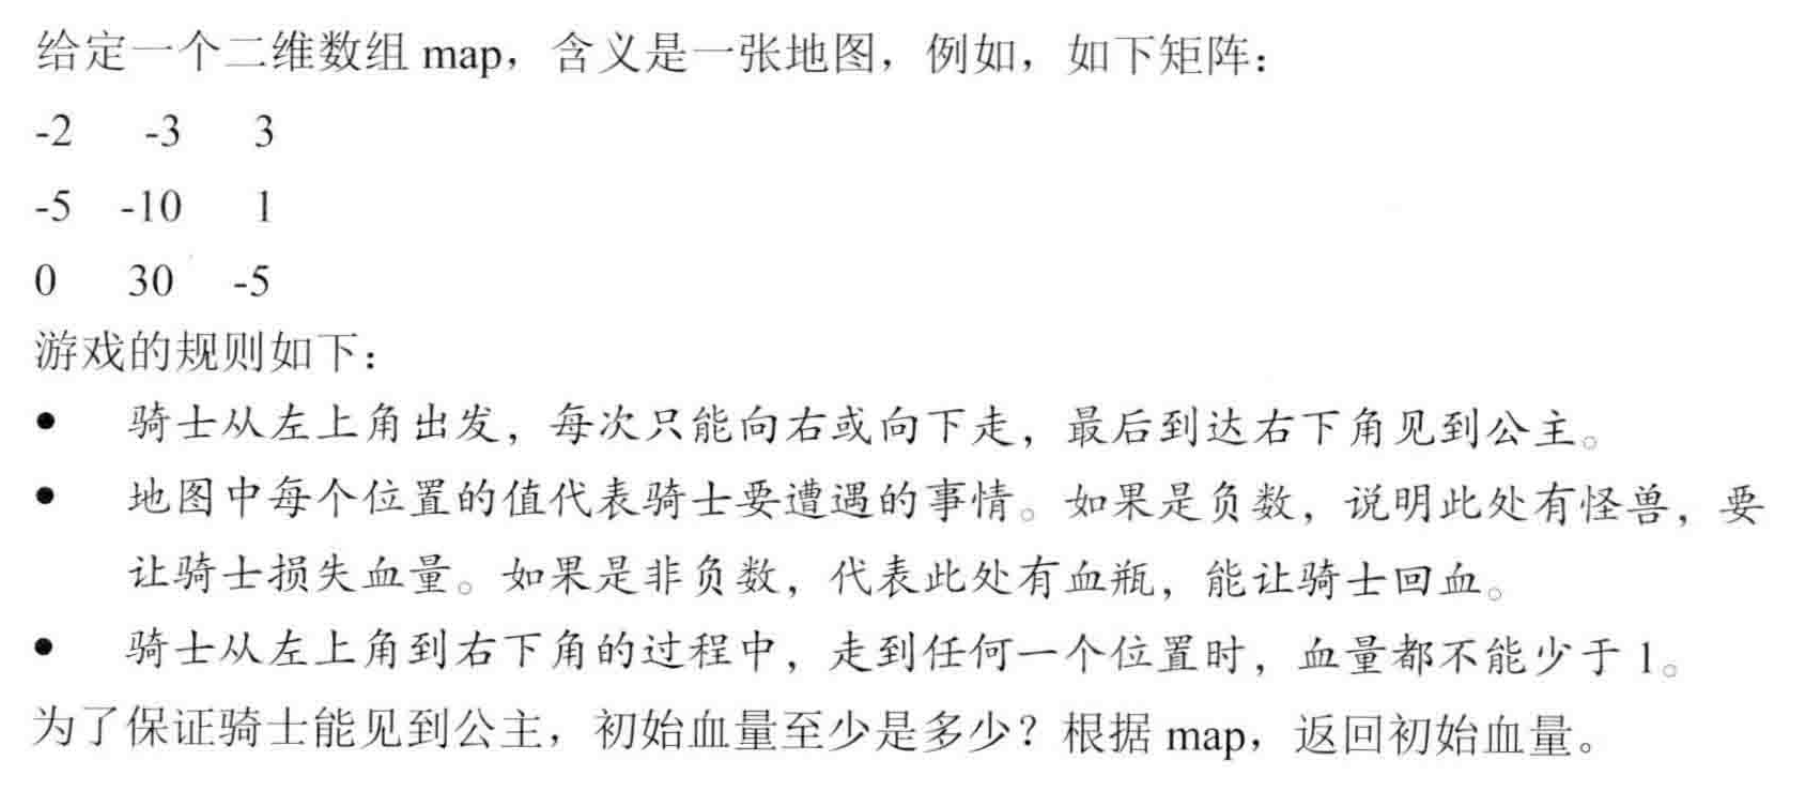 给定一个二维数组 map，含义是一张地图，例如，如下矩阵：
-2 -3 3
-5 -10 1
0 30 -5
游戏的规则如下：
● 骑士从左上角出发，每次只能向右或向下走，最后到达右下角见到公主。
● 地图中每个位置的值代表骑士要遭遇的事情。如果是负数，说明此处有怪兽，要
让骑士损失血量。如果是非负数，代表此处有血瓶，能让骑士回血。
● 骑士从左上角到右下角的过程中，走到任何一个位置时，血量都不能少于 1。
为了保证骑士能见到公主，初始血量至少是多少？根据 map，返回初始血量。